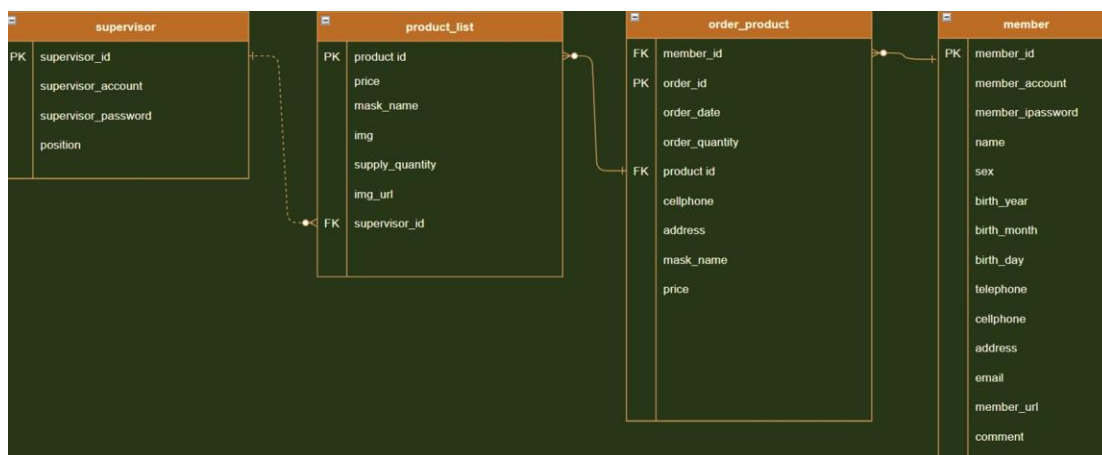 supervisor
PK supervisor_id
supervisor_account
supervisor_password
position
product_list
PK product id
price
mask_name
img
supply_quantity
img_url
FK supervisor_id
order_product
FK member_id
PK order_id
order_date
order_quantity
FK product id
cellphone
address
mask_name
price
member
PK member_id
member_account
member_ipassword
name
sex
birth_year
birth_month
birth_day
telephone
cellphone
address
email
member_url
comment